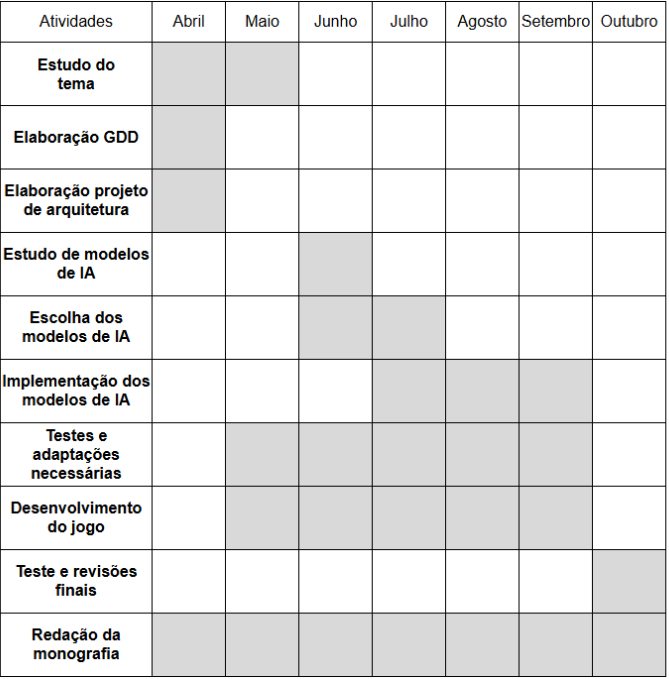 Atividades Abril Maio Junho Julho Agosto Setembro Outubro
Estudo do
tema
Elaboração GDD
Elaboração projeto
de arquitetura
Estudo de modelos
de IA
Escolha dos
modelos de IA
Implementação dos
modelos de IA
Testes e
adaptações
necessárias
Desenvolvimento
do jogo
Teste e revisões
finais
Redação da
monografia